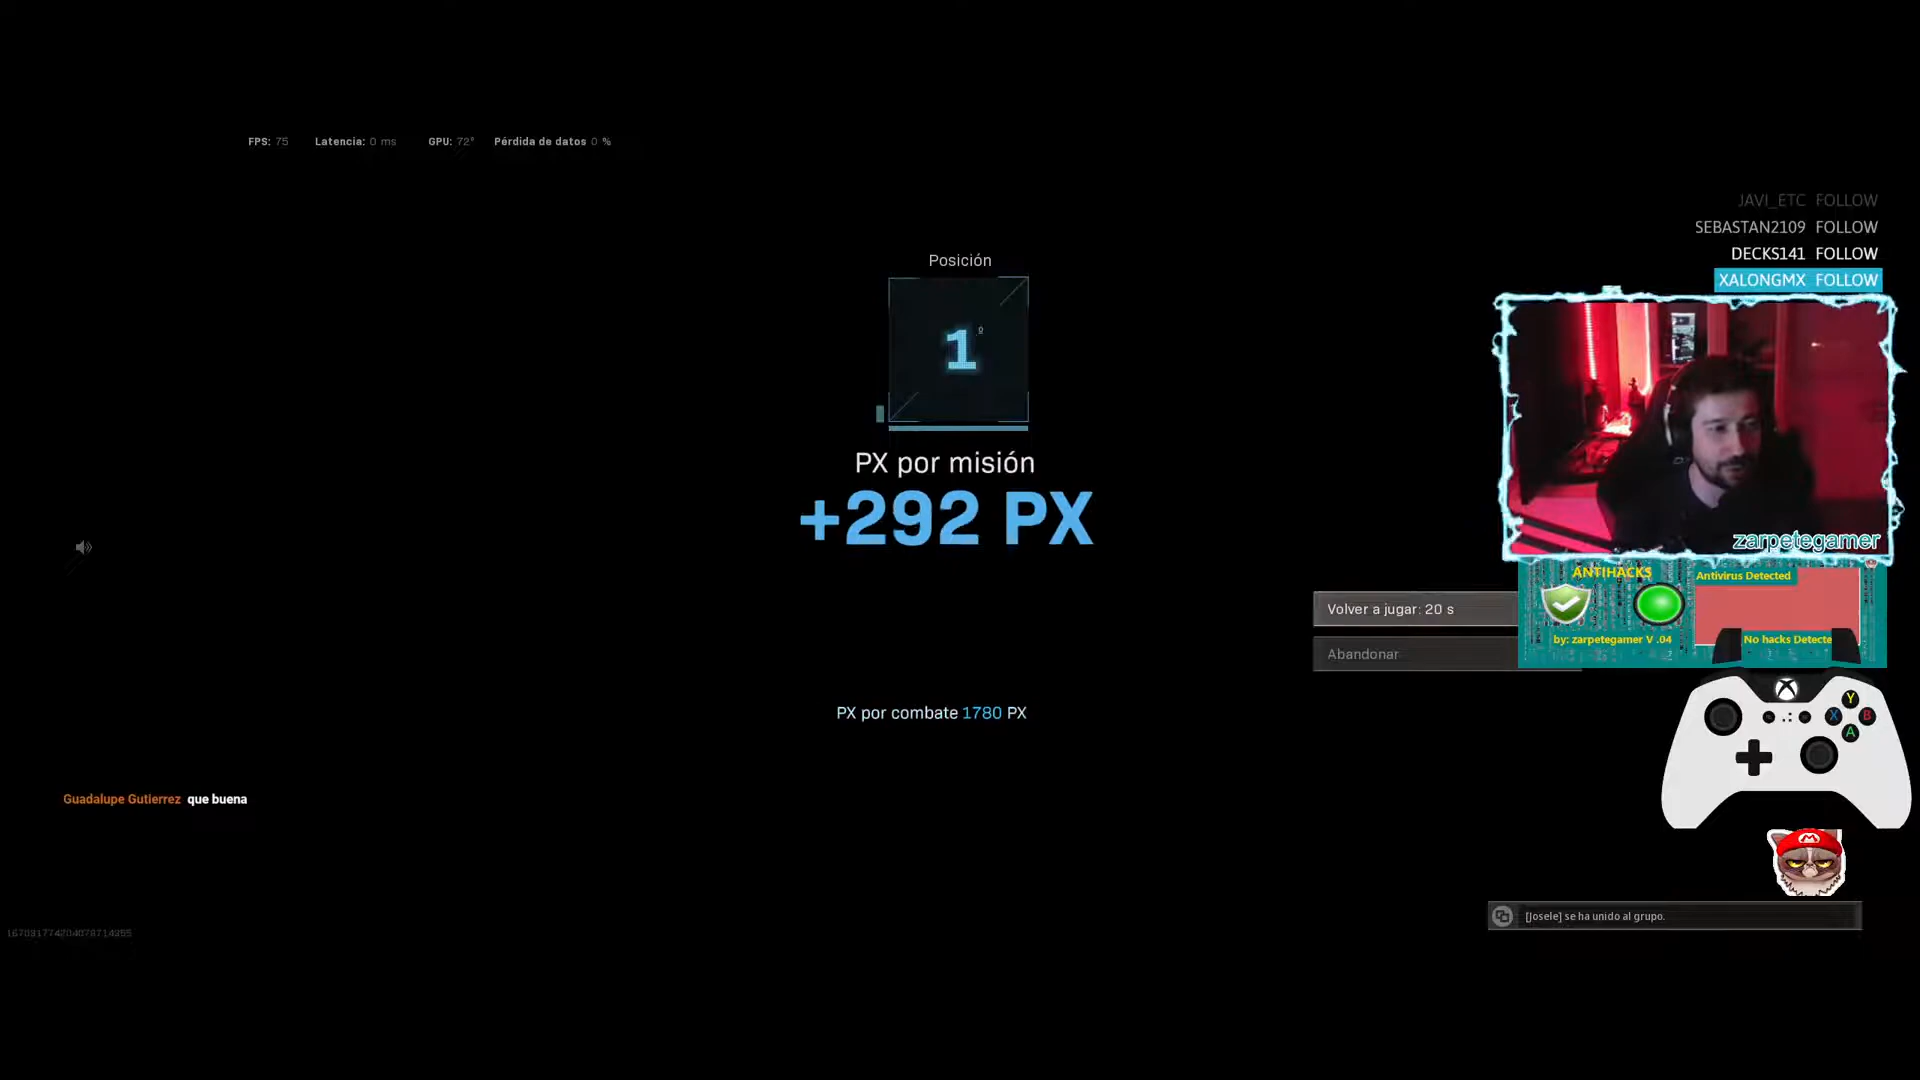 FPS: 75 Latencia: 0 ms GPU: 72° Pérdida de datos 0 %
JAVI_ETC FOLLOW
SEBASTAN2109 FOLLOW
DECKS141 FOLLOW
XALONGMX FOLLOW
Posición
1º
PX por misión
+292 PX
zarpetegamer
ANTIHACKS
Antivirus Detected
Volver a jugar: 20 s
by: zarpetegamer V .04
No hacks Detecte
Abandonar
PX por combate 1780 PX
X Y B A
Guadalupe Gutierrez que buena
M
[Josele] se ha unido al grupo.